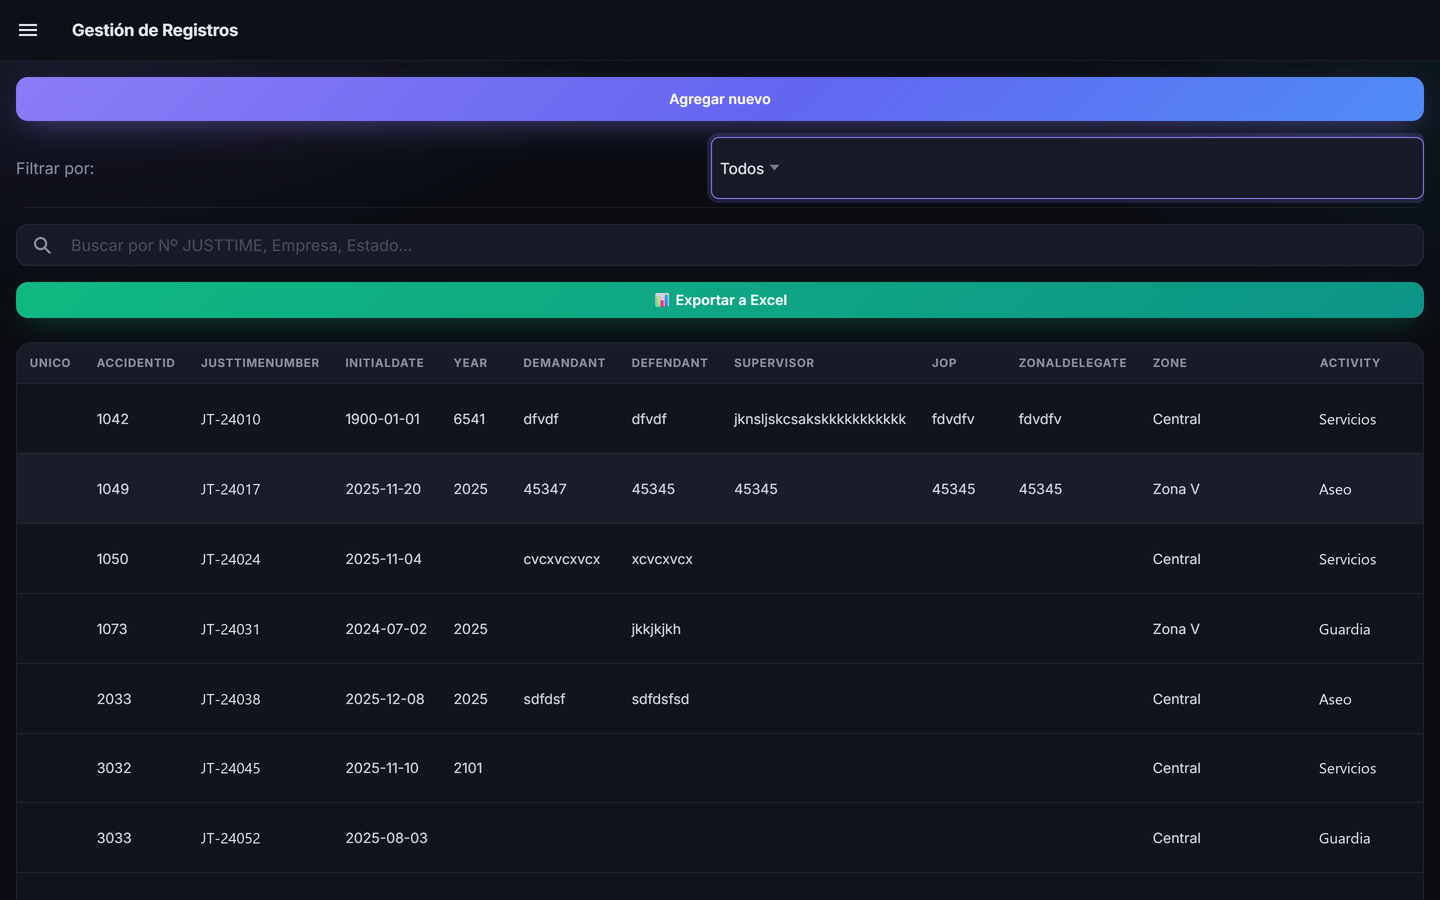 Gestión de Registros
Agregar nuevo
Filtrar por:
Todos
Buscar por Nº JUSTTIME, Empresa, Estado...
Exportar a Excel
UNICO ACCIDENTID JUSTTIMENUMBER INITIALDATE YEAR DEMANDANT DEFENDANT SUPERVISOR JOP ZONALDELEGATE ZONE ACTIVITY
1042 JT-24010 1900-01-01 6541 dfvdf dfvdf jknsljskcsakskkkkkkkkkkk fdvdfv fdvdfv Central Servicios
1049 JT-24017 2025-11-20 2025 45347 45345 45345 45345 45345 Zona V Aseo
1050 JT-24024 2025-11-04 cvcxvcxvcx xcvcxvcx Central Servicios
1073 JT-24031 2024-07-02 2025 jkkjkjkh Zona V Guardia
2033 JT-24038 2025-12-08 2025 sdfdsf sdfdsfsd Central Aseo
3032 JT-24045 2025-11-10 2101 Central Servicios
3033 JT-24052 2025-08-03 Central Guardia